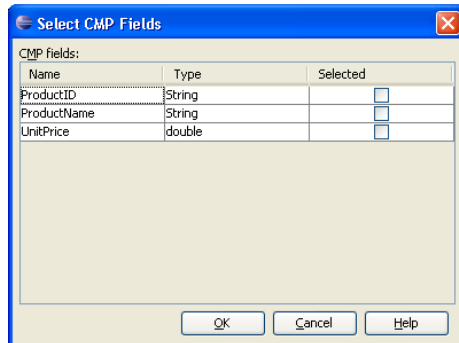 Select CMP Fields
CMP fields:
Name Type Selected
ProductID String
ProductName String
UnitPrice double
OK Cancel Help